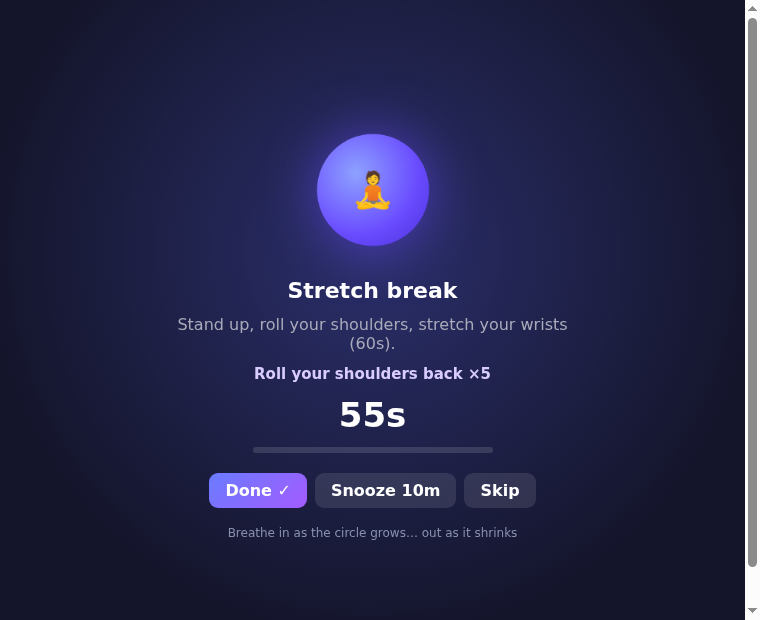 Stretch break
Stand up, roll your shoulders, stretch your wrists
(60s).
Roll your shoulders back ×5
55s
Done ✓
Snooze 10m
Skip
Breathe in as the circle grows… out as it shrinks